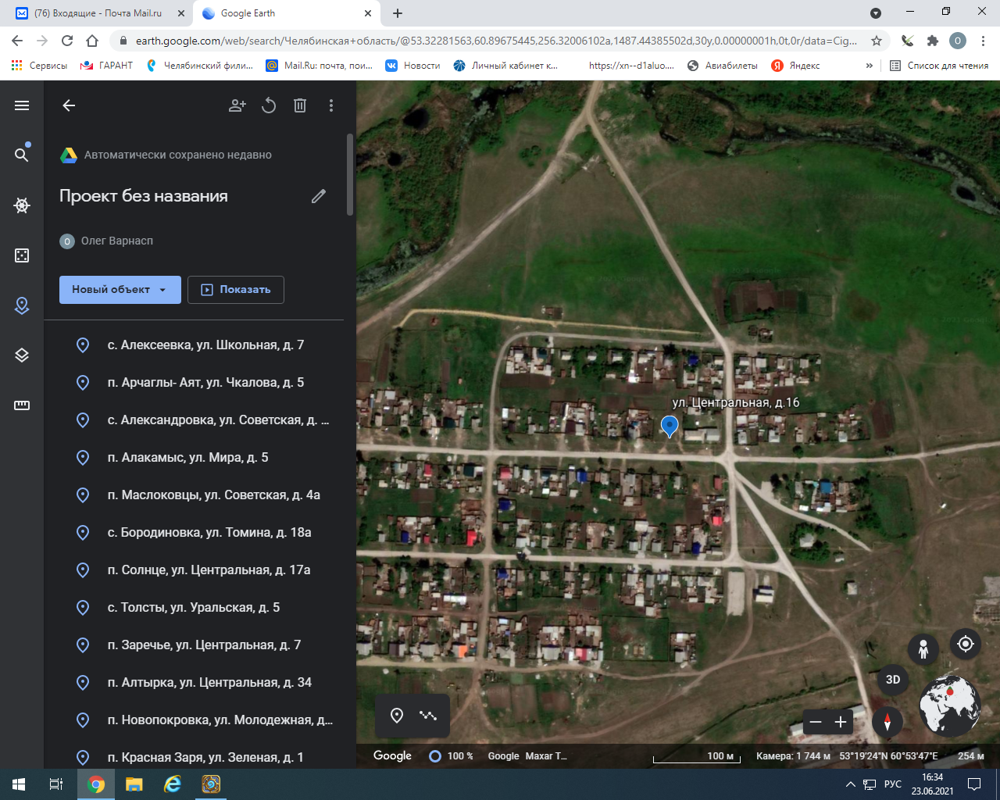 (76) Входящие - Почта Mail.ru
Google Earth
earth.google.com/web/search/Челябинская+область/@53.32281563,60.89675445,256.32006102a,1487.44385502d,30y,0.00000001h,0t,0r/data=Cig...
O
Сервисы
ГАРАНТ
Челябинский фили...
Mail.Ru: почта, пои...
Новости
Личный кабинет к...
https://xn--d1aluo....
Авиабилеты
Яндекс
»
Список для чтения
Автоматически сохранено недавно
Проект без названия
О
Олег Варнасп
Новый объект
Показать
с. Алексеевка, ул. Школьная, д. 7
п. Арчаглы- Аят, ул. Чкалова, д. 5
с. Александровка, ул. Советская, д. ...
п. Алакамыс, ул. Мира, д. 5
п. Маслоковцы, ул. Советская, д. 4а
с. Бородиновка, ул. Томина, д. 18а
п. Солнце, ул. Центральная, д. 17а
с. Толсты, ул. Уральская, д. 5
п. Заречье, ул. Центральная, д. 7
п. Алтырка, ул. Центральная, д. 34
п. Новопокровка, ул. Молодежная, д...
п. Красная Заря, ул. Зеленая, д. 1
ул. Центральная, д.16
3D
Google
100 %
Google
Maxar T...
100 м
Камера: 1 744 м
53°19'24"N 60°53'47"E
254 м
РУС
16:34
23.06.2021